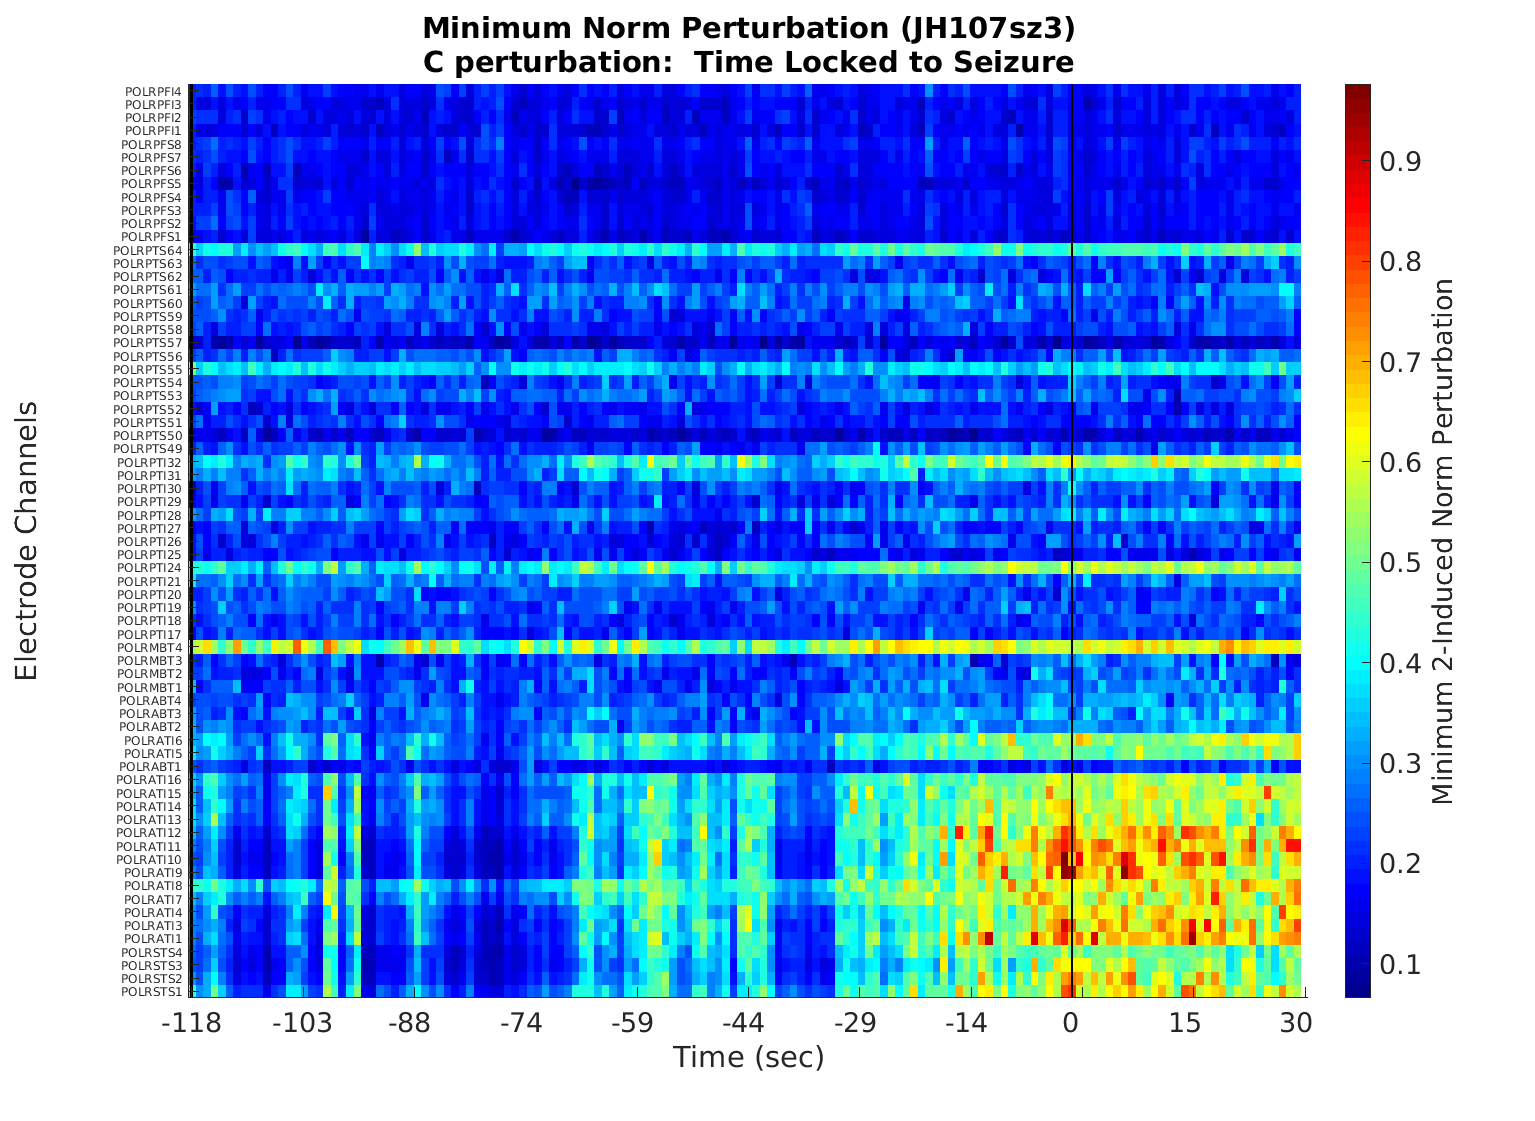 Minimum Norm Perturbation (JH107sz3)
C perturbation:  Time Locked to Seizure
Electrode Channels
POLRPFI4
POLRPFI3
POLRPFI2
POLRPFI1
POLRPFS8
POLRPFS7
POLRPFS6
POLRPFS5
POLRPFS4
POLRPFS3
POLRPFS2
POLRPFS1
POLRPTS64
POLRPTS63
POLRPTS62
POLRPTS61
POLRPTS60
POLRPTS59
POLRPTS58
POLRPTS57
POLRPTS56
POLRPTS55
POLRPTS54
POLRPTS53
POLRPTS52
POLRPTS51
POLRPTS50
POLRPTS49
POLRPTI32
POLRPTI31
POLRPTI30
POLRPTI29
POLRPTI28
POLRPTI27
POLRPTI26
POLRPTI25
POLRPTI24
POLRPTI21
POLRPTI20
POLRPTI19
POLRPTI18
POLRPTI17
POLRMBT4
POLRMBT3
POLRMBT2
POLRMBT1
POLRABT4
POLRABT3
POLRABT2
POLRATI6
POLRATI5
POLRABT1
POLRATI16
POLRATI15
POLRATI14
POLRATI13
POLRATI12
POLRATI11
POLRATI10
POLRATI9
POLRATI8
POLRATI7
POLRATI4
POLRATI3
POLRATI1
POLRSTS4
POLRSTS3
POLRSTS2
POLRSTS1
-118 -103 -88 -74 -59 -44 -29 -14 0 15 30
Time (sec)
0.9
0.8
0.7
0.6
0.5
0.4
0.3
0.2
0.1
Minimum 2-Induced Norm Perturbation